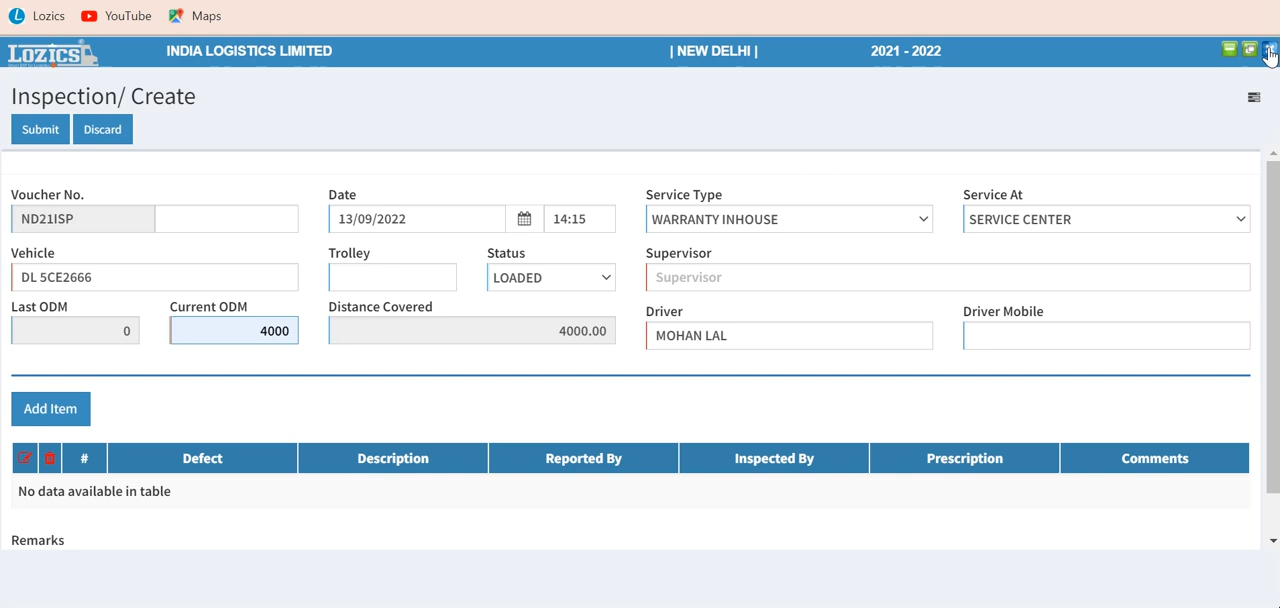 Lozics YouTube Maps
LOZICS INDIA LOGISTICS LIMITED | NEW DELHI | 2021 - 2022
Inspection/ Create
Submit Discard
Voucher No. Date Service Type Service At
ND21ISP 13/09/2022 14:15 WARRANTY INHOUSE SERVICE CENTER
Vehicle Trolley Status Supervisor
DL 5CE2666 LOADED Supervisor
Last ODM Current ODM Distance Covered Driver Driver Mobile
0 4000 4000.00 MOHAN LAL
Add Item
# Defect Description Reported By Inspected By Prescription Comments
No data available in table
Remarks